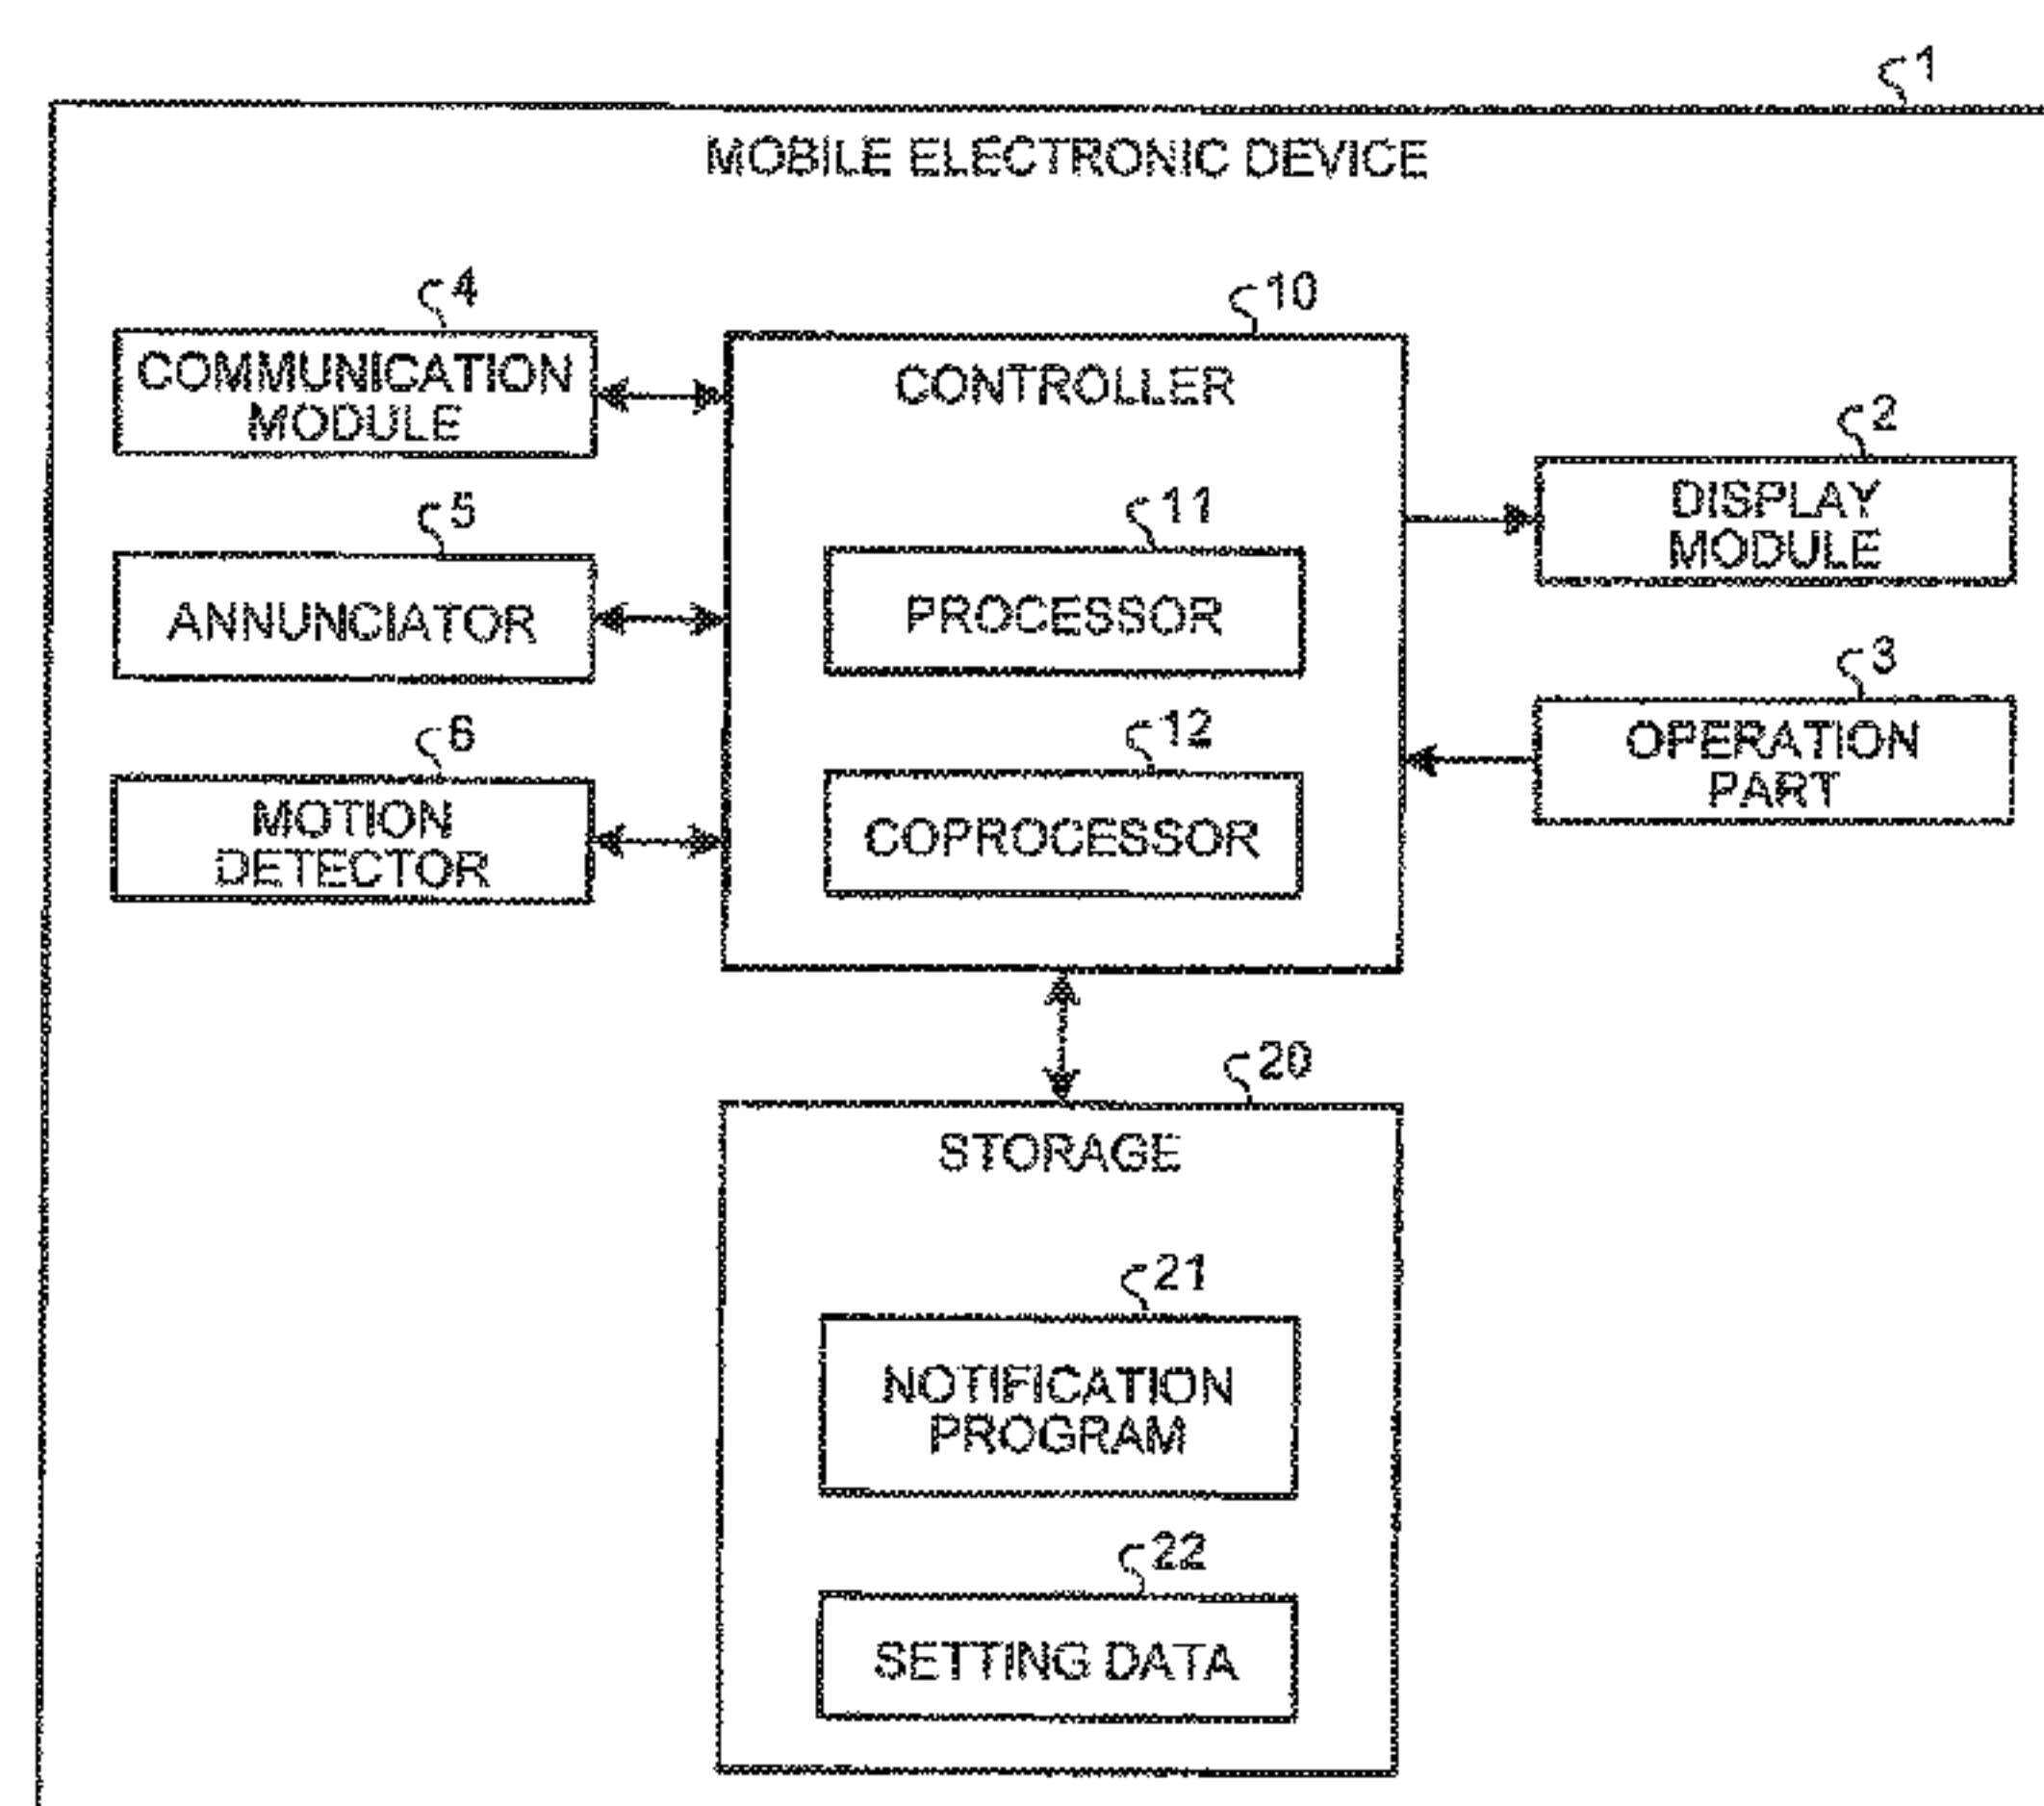 1
MOBILE ELECTRONIC DEVICE
4
COMMUNICATION
MODULE
5
ANNUNCIATOR
6
MOTION
DETECTOR
10
CONTROLLER
11
PROCESSOR
12
COPROCESSOR
2
DISPLAY
MODULE
3
OPERATION
PART
20
STORAGE
21
NOTIFICATION
PROGRAM
22
SETTING DATA